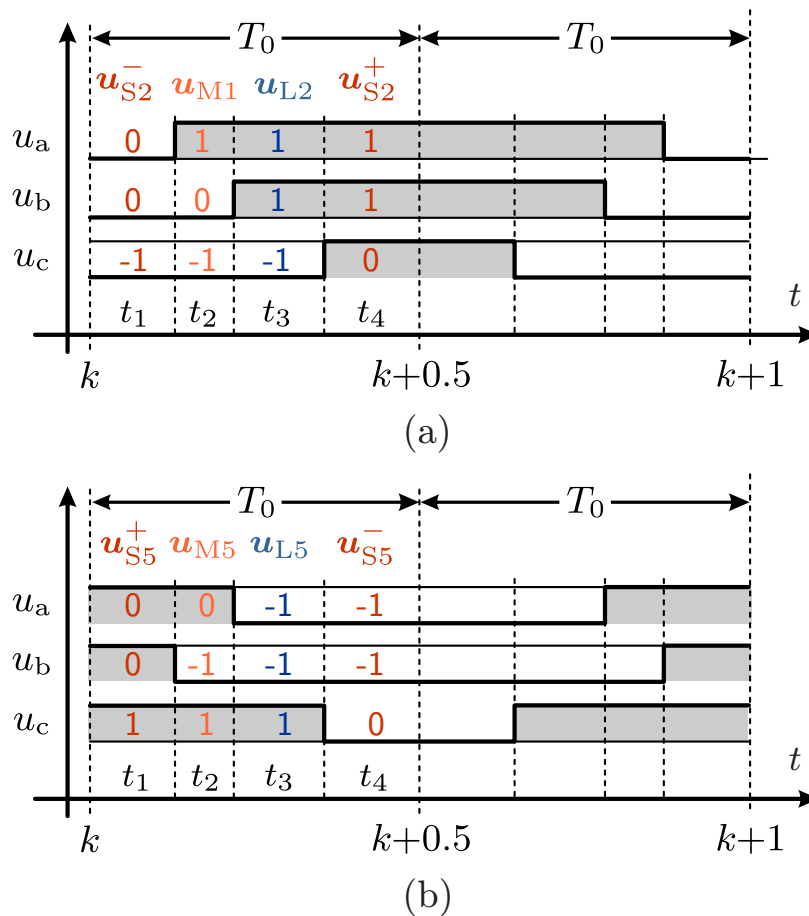 T₀ T₀
u⁻S2 uM1 uL2 u⁺S2
ua 0 1 1 1
ub 0 0 1 1
uc -1 -1 -1 0
t₁ t₂ t₃ t₄ t
k k+0.5 k+1
(a)
T₀ T₀
u⁺S5 uM5 uL5 u⁻S5
ua 0 0 -1 -1
ub 0 -1 -1 -1
uc 1 1 1 0
t₁ t₂ t₃ t₄ t
k k+0.5 k+1
(b)